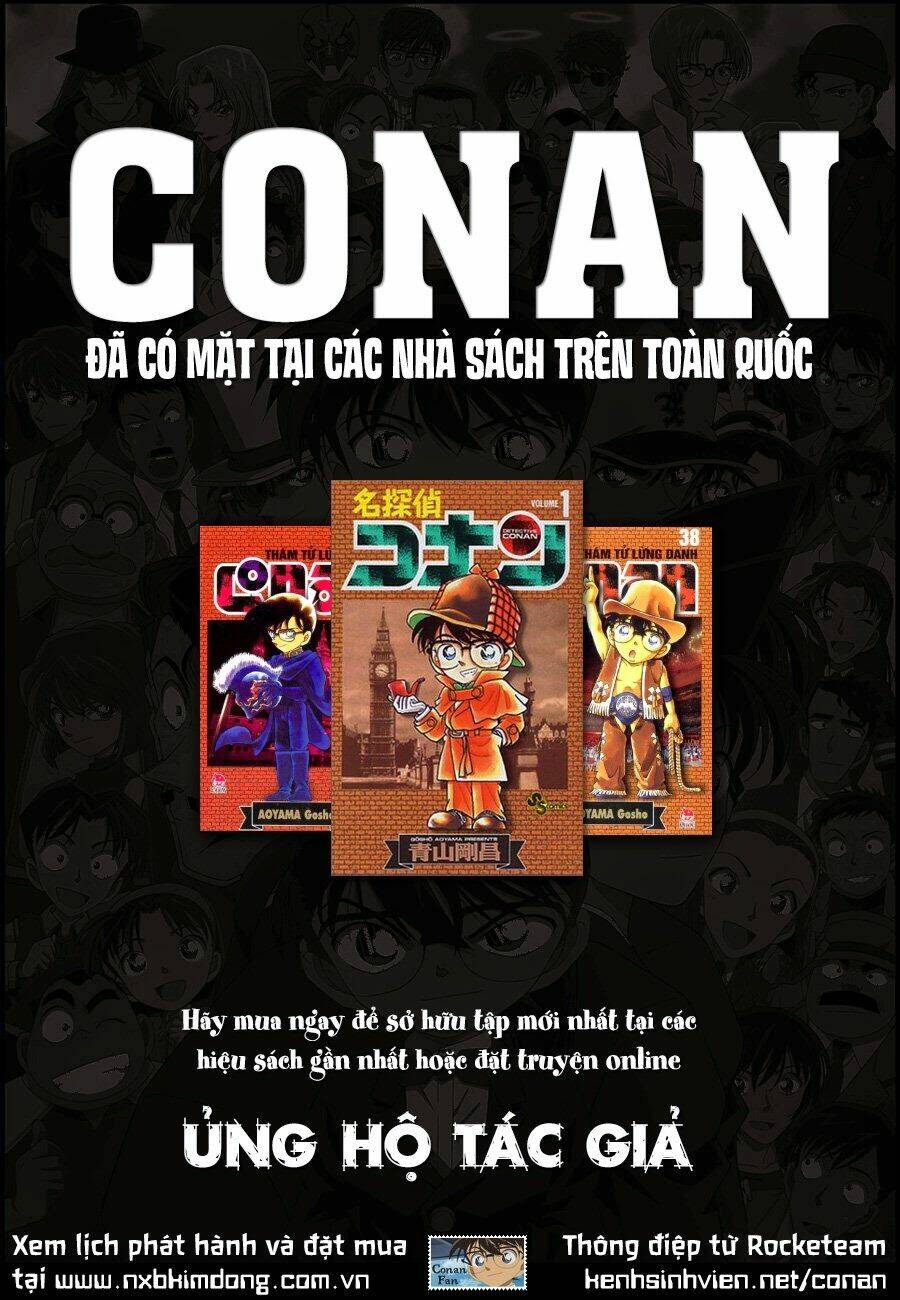 CONAN
ĐÃ CÓ MẶT TẠI CÁC NHÀ SÁCH TRÊN TOÀN QUỐC
名探偵
VOLUME 1
コナン
DETECTIVE CONAN
GOSHO AOYAMA PRESENTS
青山剛昌
THÁM TỬ LỪ
AOYAMA Gosho
38
THÁM TỬ LỪNG DANH
nan
YAMA Gosho
Hãy mua ngay để sở hữu tập mới nhất tại các
hiệu sách gần nhất hoặc đặt truyện online
ỦNG HỘ TÁC GIẢ
Xem lịch phát hành và đặt mua
tại www.nxbkimdong.com.vn
Conan
Fan
Thông điệp từ Rocketeam
kenhsinhvien.net/conan